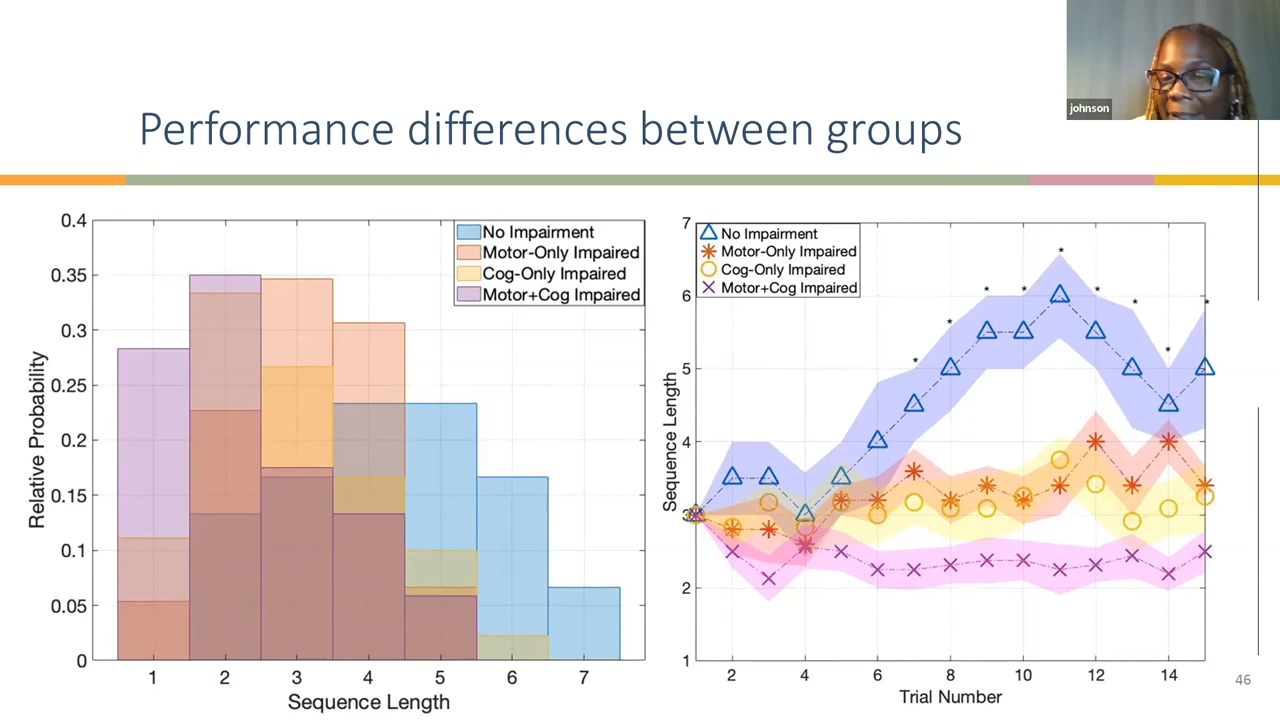 johnson
Performance differences between groups
0.4
0.35
0.3
0.25
0.2
0.15
0.1
0.05
0
Relative Probability
No Impairment
Motor-Only Impaired
Cog-Only Impaired
Motor+Cog Impaired
1 2 3 4 5 6 7
Sequence Length
7
6
5
4
3
2
1
Sequence Length
No Impairment
Motor-Only Impaired
Cog-Only Impaired
Motor+Cog Impaired
* * * * * * * * *
2 4 6 8 10 12 14
Trial Number
46